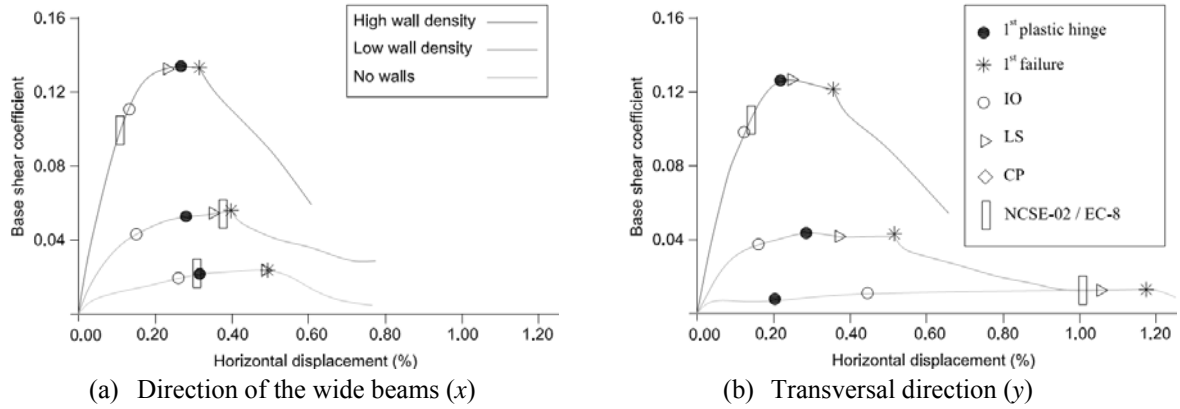 0.16
0.12
0.08
0.04
Base shear coefficient
High wall density
Low wall density
No walls
0.00 0.20 0.40 0.60 0.80 1.00 1.20
Horizontal displacement (%)
(a) Direction of the wide beams (x)
0.16
0.12
0.08
0.04
Base shear coefficient
1st plastic hinge
1st failure
IO
LS
CP
NCSE-02 / EC-8
0.00 0.20 0.40 0.60 0.80 1.00 1.20
Horizontal displacement (%)
(b) Transversal direction (y)